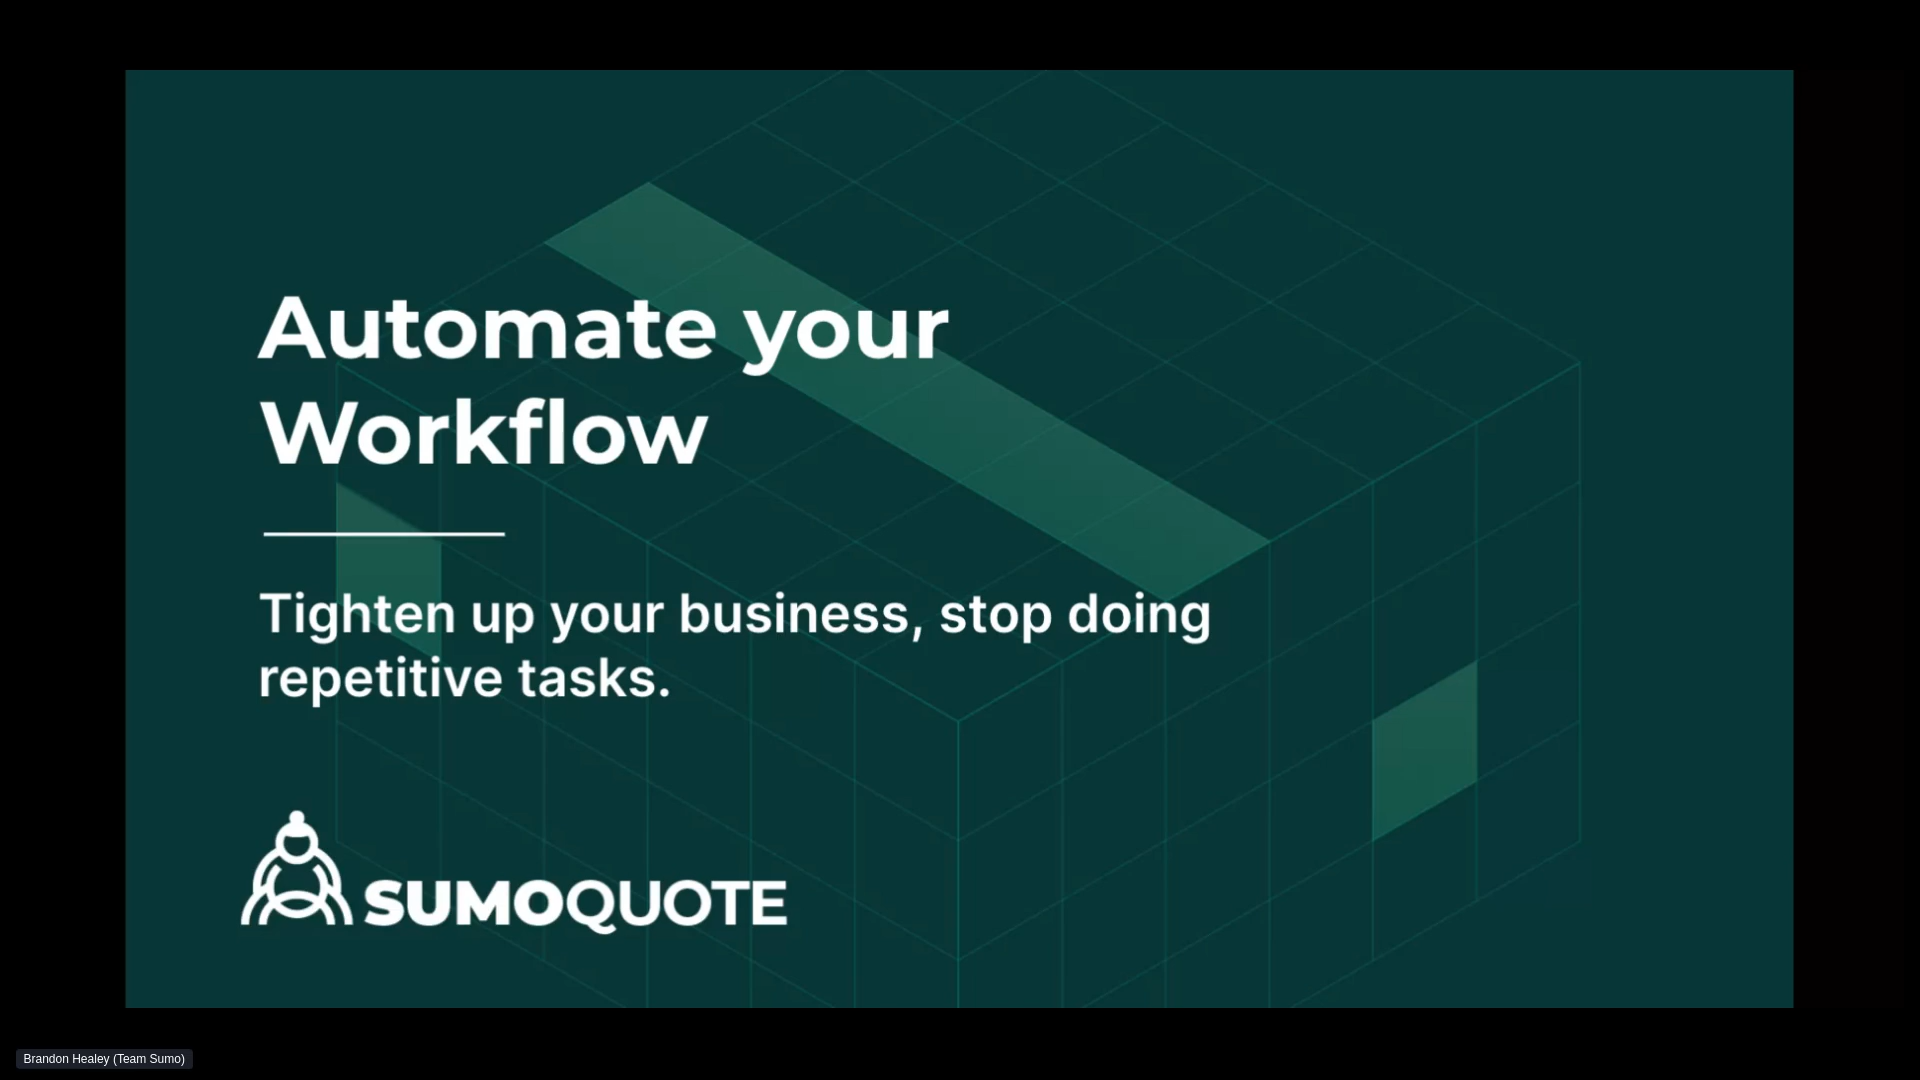 Automate your
Workflow
Tighten up your business, stop doing
repetitive tasks.
SUMOQUOTE
Brandon Healey (Team Sumo)